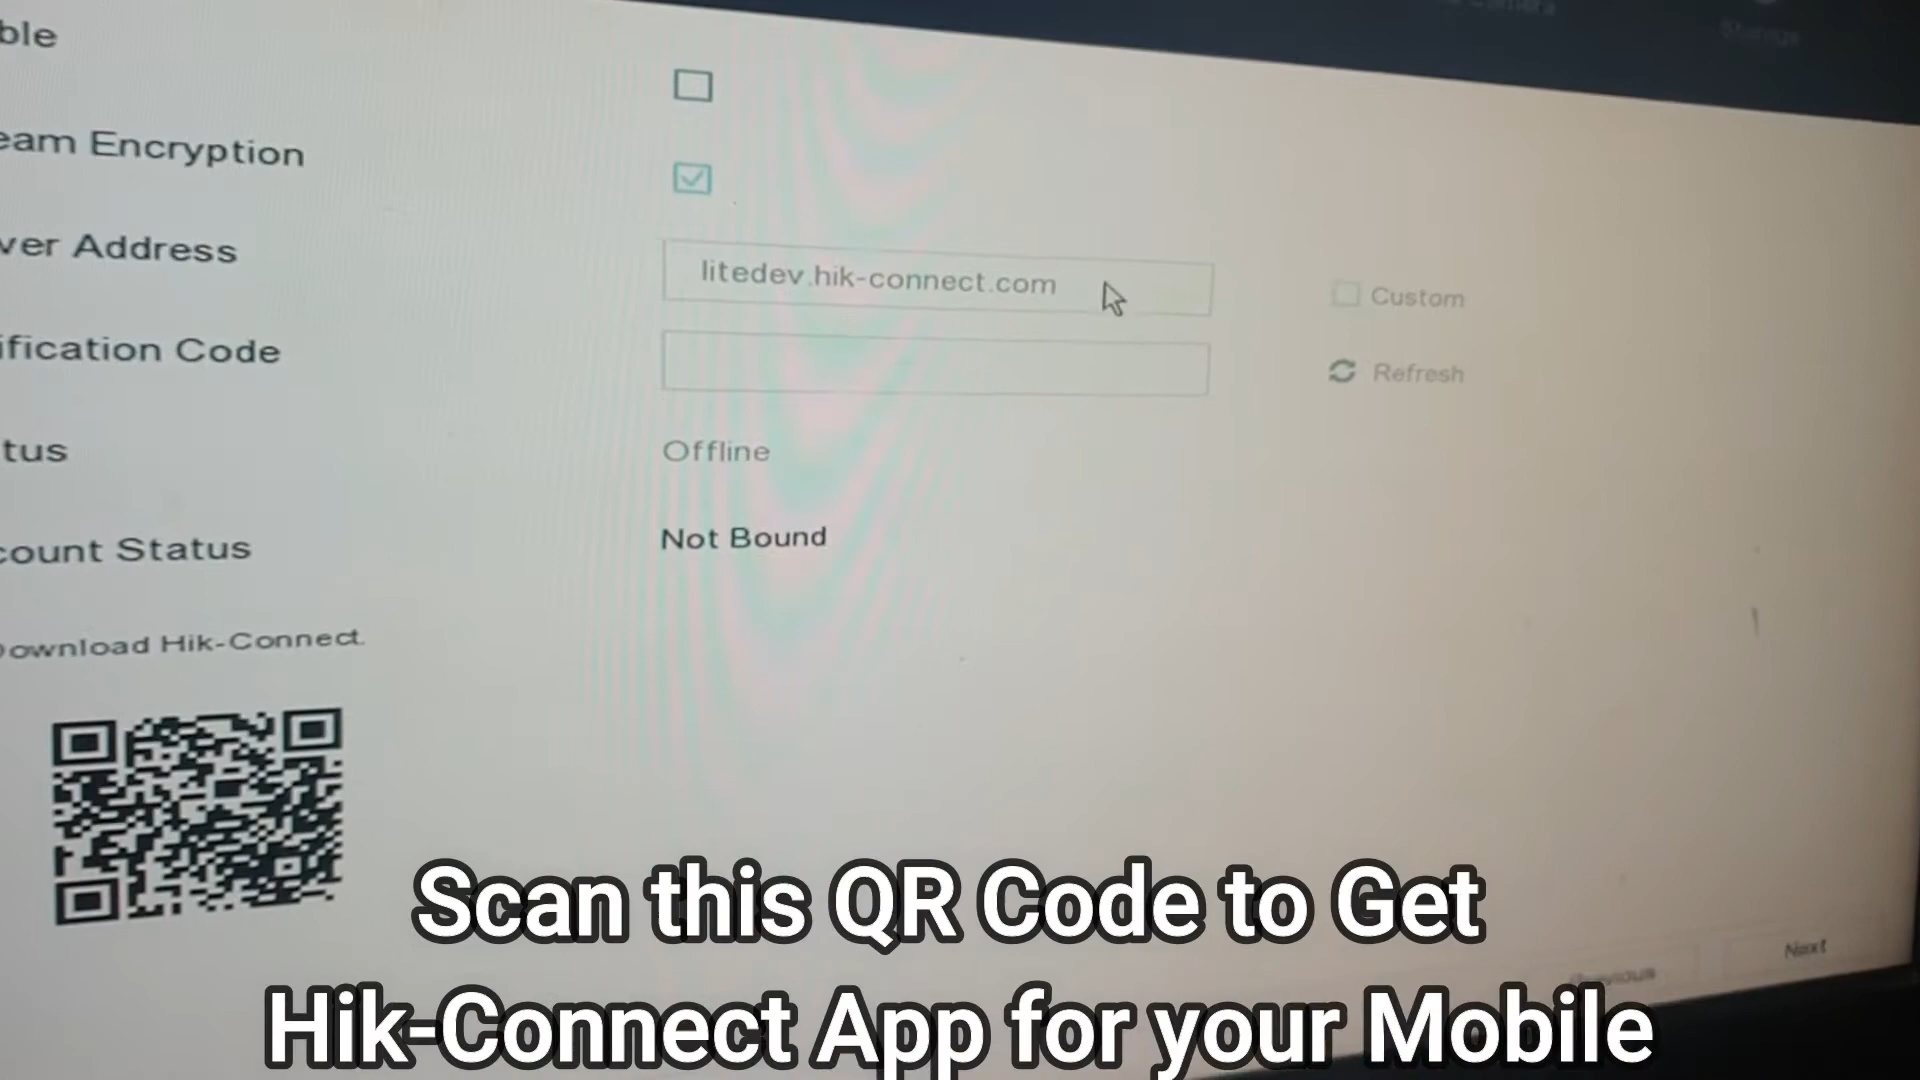 ble
eam Encryption
ver Address
litedev.hik-connect.com
Custom
ification Code
Refresh
tus
Offline
count Status
Not Bound
Download Hik-Connect.
Next
Scan this QR Code to Get
Hik-Connect App for your Mobile